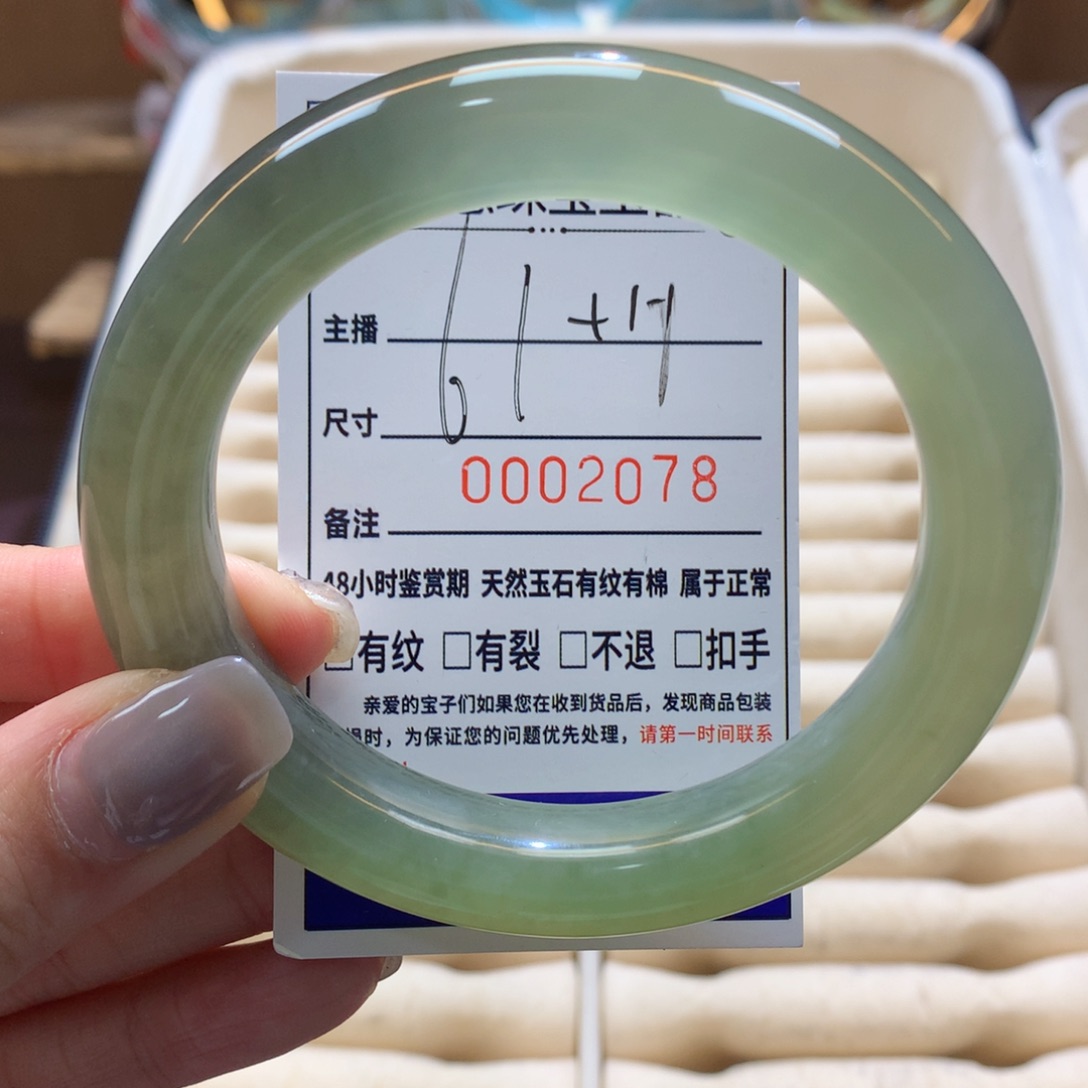 珠宝
61 +17
主播
尺寸
0002078
备注
48小时鉴赏期 天然玉石有纹有棉 属于正常
□有纹 □有裂 □不退 □扣手
亲爱的宝子们如果您在收到货品后，发现商品包装
损时，为保证您的问题优先处理，请第一时间联系